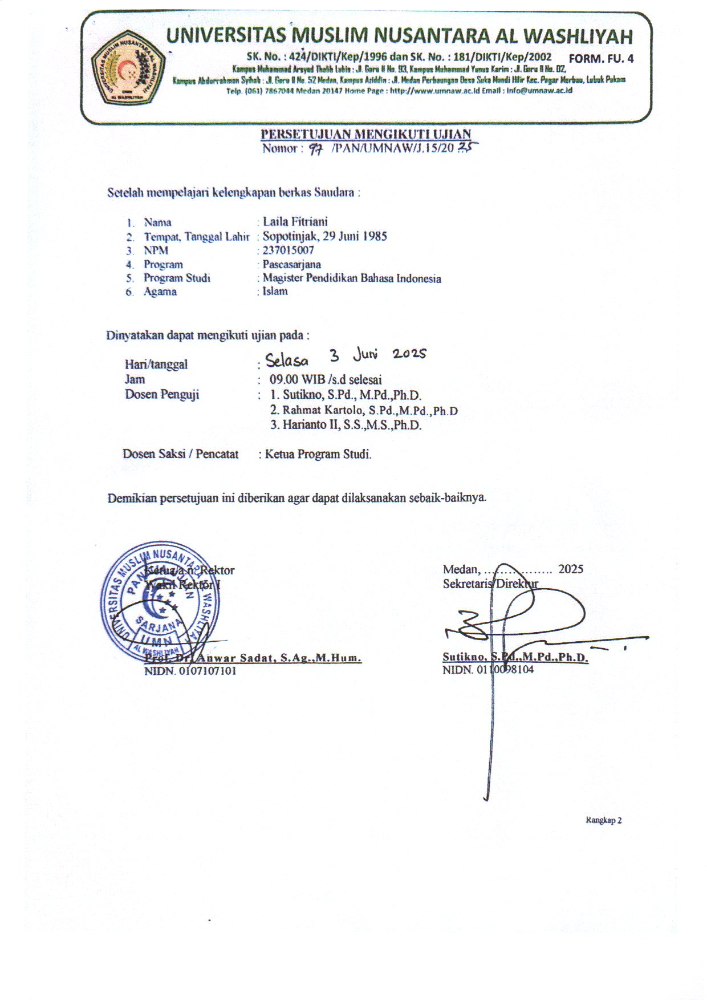 UNIVERSITAS MUSLIM NUSANTARA AL WASHLIYAH
SK. No. : 424/DIKTI/Kep/1996 dan SK. No. : 181/DIKTI/Kep/2002 FORM. FU. 4
Kampus Muhammad Arsyad Thalib Lubis : Jl. Garu II No. 93, Kampus Muhammad Yunus Karim : Jl. Garu II No. 02,
Kampus Abdurrahman Syihab : Jl. Garu II No. 52 Medan, Kampus Aziddin : Jl. Medan Perbaungan Desa Suka Mandi Hilir Kec. Pagar Merbau, Lubuk Pakam
Telp. (061) 7867044 Medan 20147 Home Page : http://www.umnaw.ac.id Email : info@umnaw.ac.id
UNIVERSITAS MUSLIM NUSANTARA AL WASHLIYAH
AL WASHLIYAH
PERSETUJUAN MENGIKUTI UJIAN
Nomor : 97 /PAN/UMNAW/J.15/20 25
Setelah mempelajari kelengkapan berkas Saudara :
1. Nama : Laila Fitriani
2. Tempat, Tanggal Lahir : Sopotinjak, 29 Juni 1985
3. NPM : 237015007
4. Program : Pascasarjana
5. Program Studi : Magister Pendidikan Bahasa Indonesia
6. Agama : Islam
Dinyatakan dapat mengikuti ujian pada :
Hari/tanggal : Selasa 3 Juni 2025
Jam : 09.00 WIB /s.d selesai
Dosen Penguji : 1. Sutikno, S.Pd., M.Pd.,Ph.D.
2. Rahmat Kartolo, S.Pd.,M.Pd.,Ph.D
3. Harianto II, S.S.,M.S.,Ph.D.
Dosen Saksi / Pencatat : Ketua Program Studi.
Demikian persetujuan ini diberikan agar dapat dilaksanakan sebaik-baiknya.
Ketua/a.n. Rektor
Wakil Rektor I
UNIVERSITAS MUSLIM NUSANTARA AL WASHLIYAH
PANITIA UJIAN
SARJANA
UMN
AL WASHLIYAH
Prof. Dr. Anwar Sadat, S.Ag.,M.Hum.
NIDN. 0107107101
Medan, ................. 2025
Sekretaris/Direktur
Sutikno, S.Pd.,M.Pd.,Ph.D.
NIDN. 0110098104
Rangkap 2